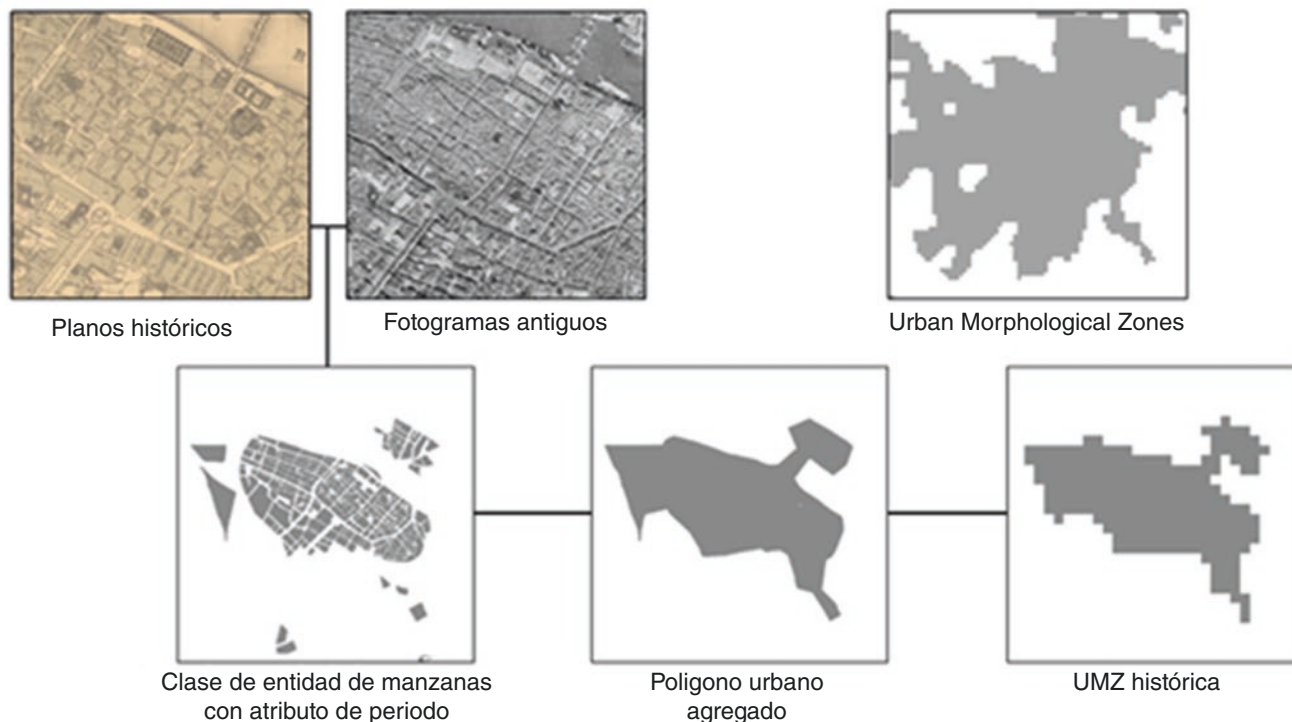 Planos históricos
Fotogramas antiguos
Urban Morphological Zones
Clase de entidad de manzanas
con atributo de periodo
Poligono urbano
agregado
UMZ histórica